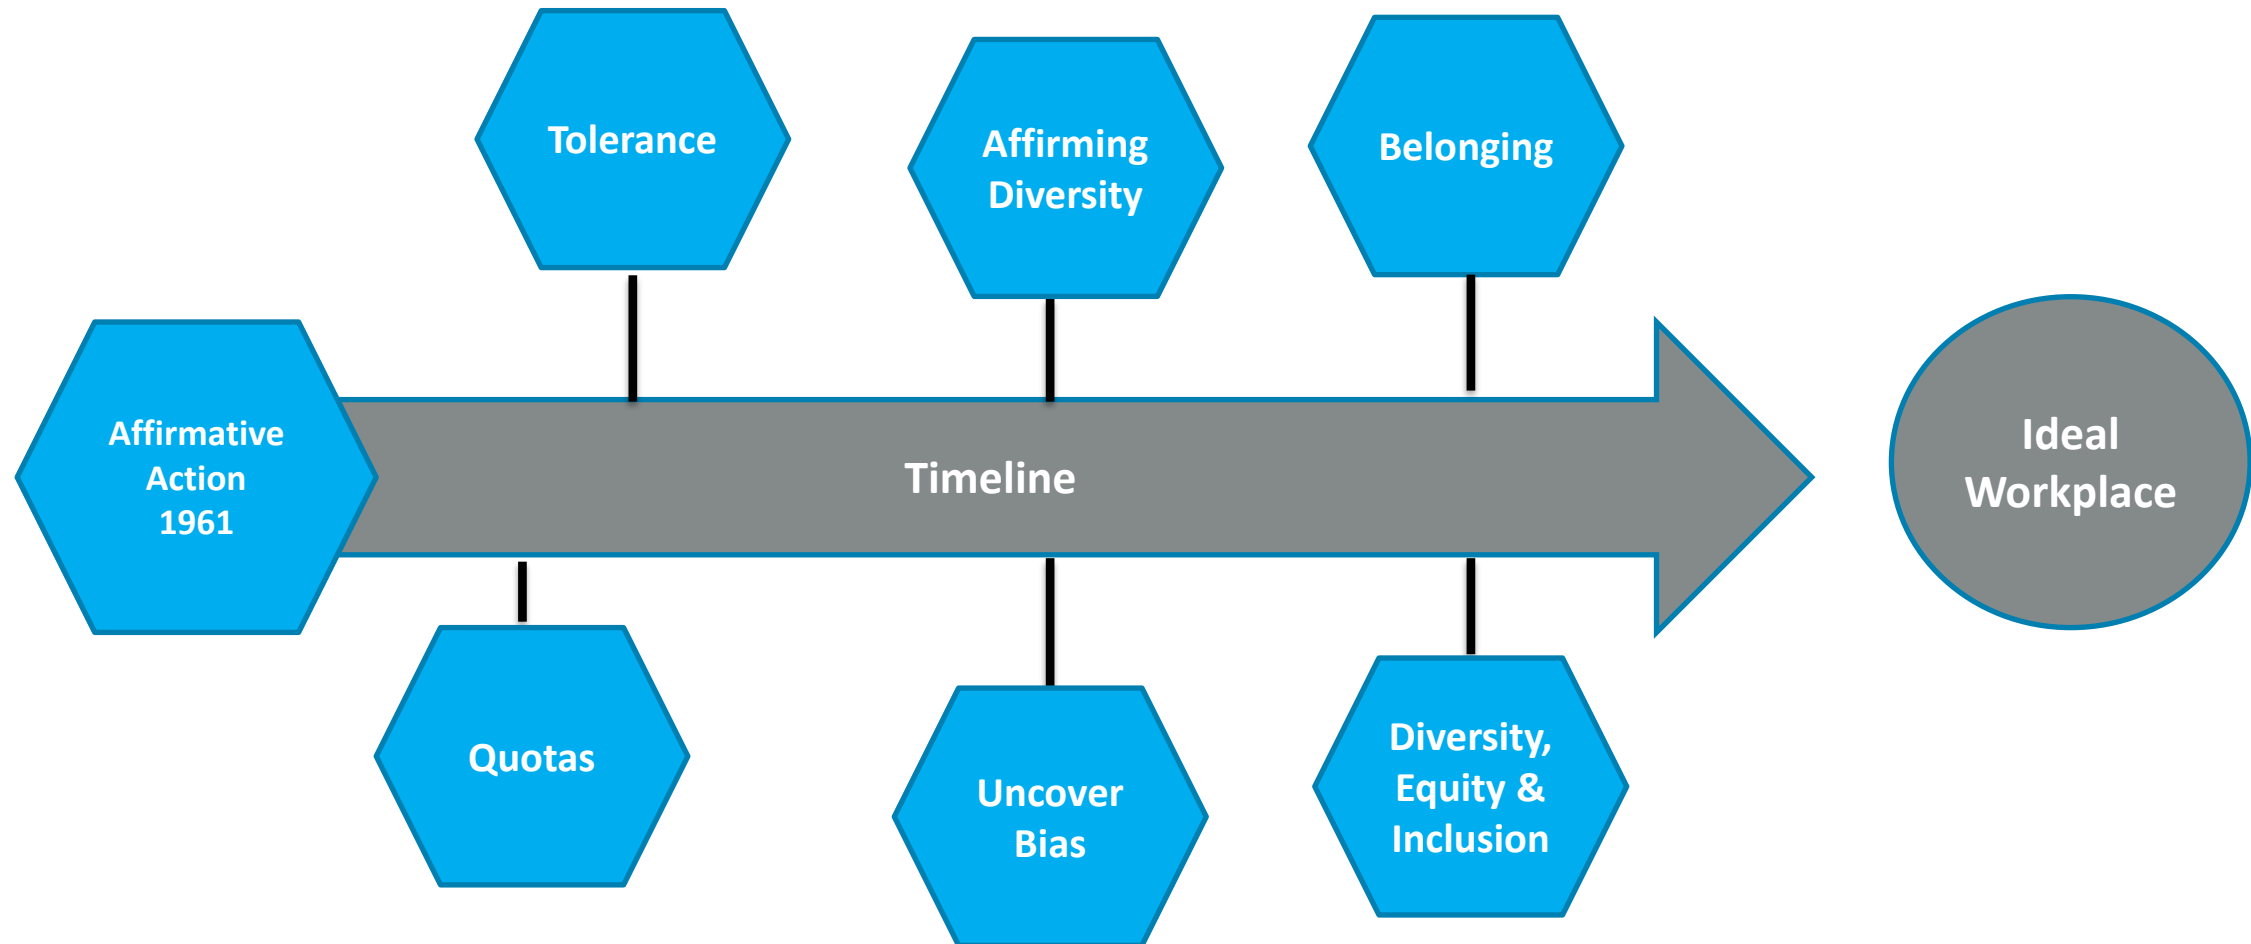 Tolerance
Affirming
Diversity
Belonging
Affirmative
Action
1961
Timeline
Ideal
Workplace
Quotas
Uncover
Bias
Diversity,
Equity &
Inclusion